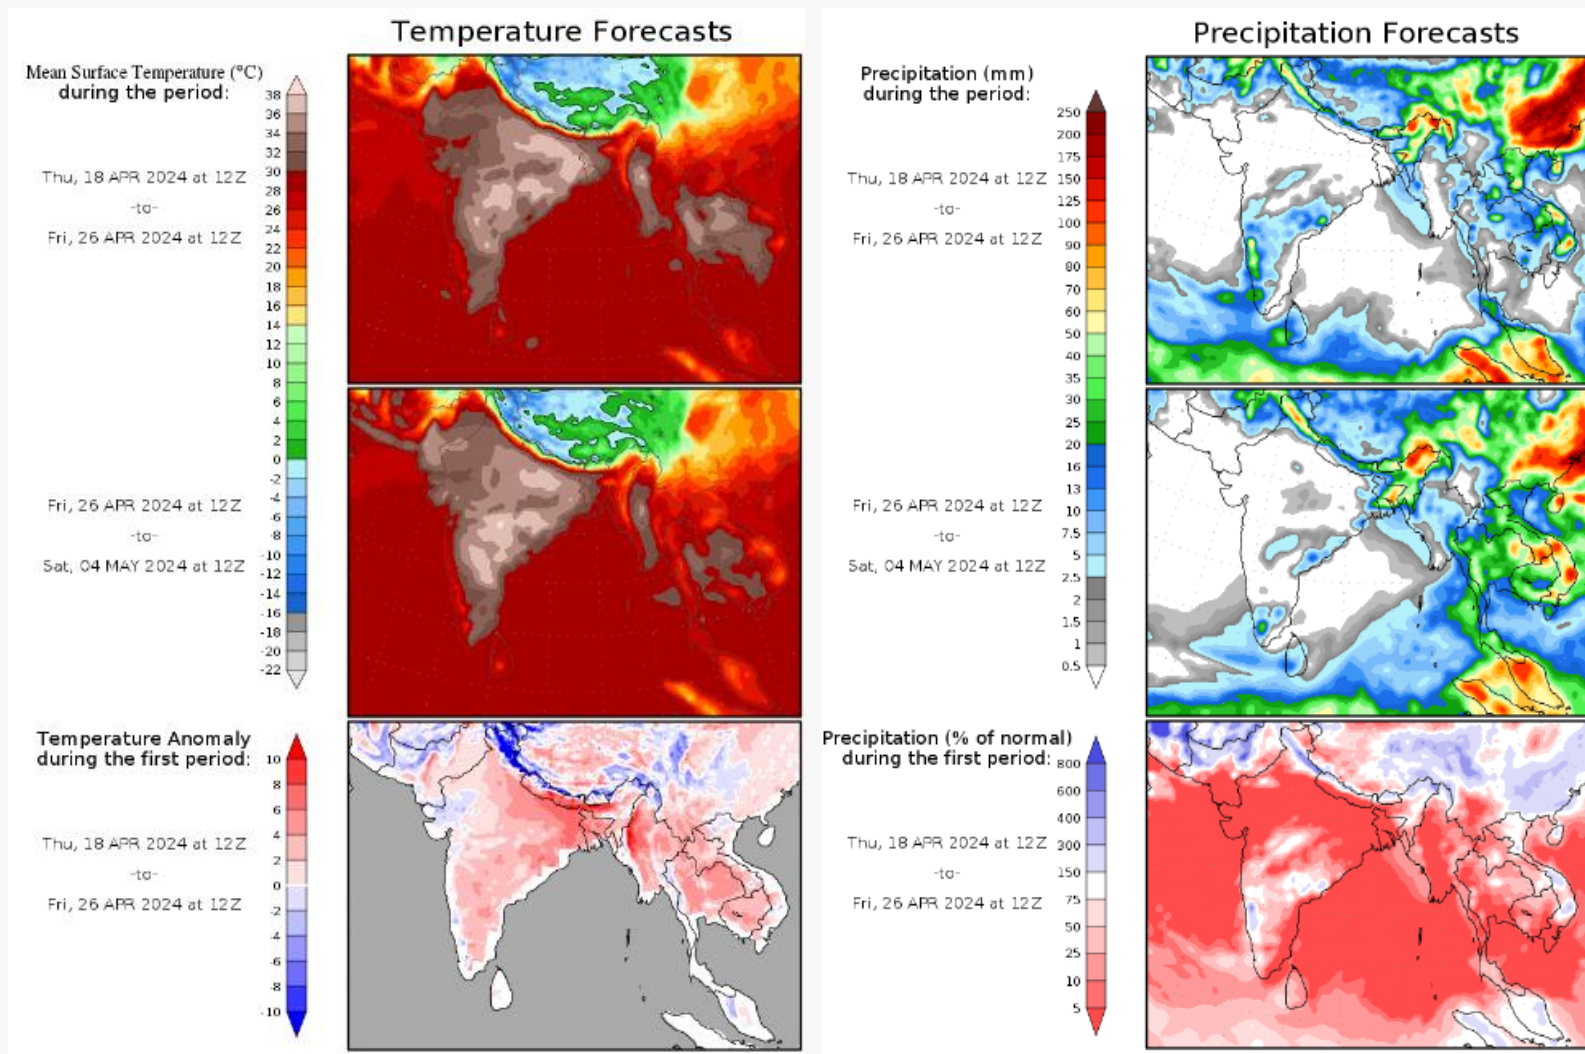 Temperature Forecasts
Mean Surface Temperature (°C)
during the period:
38
36
34
32
30
28
26
24
22
20
18
16
14
12
10
8
6
4
2
0
-2
-4
-6
-8
-10
-12
-14
-16
-18
-20
-22
Thu, 18 APR 2024 at 12Z
-to-
Fri, 26 APR 2024 at 12Z
Fri, 26 APR 2024 at 12Z
-to-
Sat, 04 MAY 2024 at 12Z
Temperature Anomaly
during the first period:
10
8
6
4
2
0
-2
-4
-6
-8
-10
Thu, 18 APR 2024 at 12Z
-to-
Fri, 26 APR 2024 at 12Z
Precipitation Forecasts
Precipitation (mm)
during the period:
250
200
175
150
125
100
90
80
70
60
50
40
35
30
25
20
16
13
10
7.5
5
2.5
2
1.5
1
0.5
Thu, 18 APR 2024 at 12Z
-to-
Fri, 26 APR 2024 at 12Z
Fri, 26 APR 2024 at 12Z
-to-
Sat, 04 MAY 2024 at 12Z
Precipitation (% of normal)
during the first period:
800
600
400
300
150
75
50
25
10
5
Thu, 18 APR 2024 at 12Z
-to-
Fri, 26 APR 2024 at 12Z